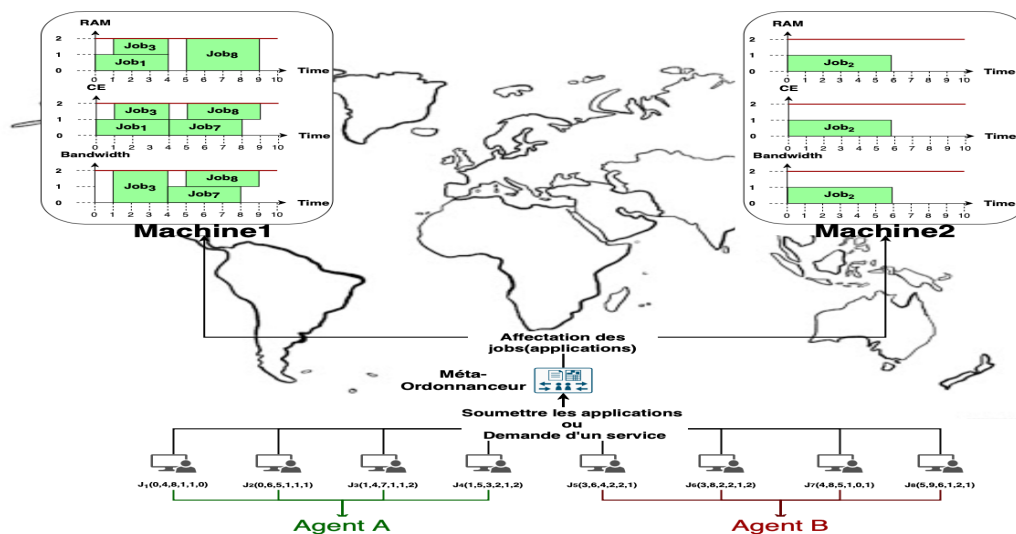 RAM
2
1
0
Job3
Job1
Job8
0 1 2 3 4 5 6 7 8 9 10
Time
CE
2
1
0
Job3
Job8
Job1
Job7
0 1 2 3 4 5 6 7 8 9 10
Time
Bandwidth
2
1
0
Job3
Job8
Job7
0 1 2 3 4 5 6 7 8 9 10
Time
Machine1
RAM
2
1
0
Job2
0 1 2 3 4 5 6 7 8 9 10
Time
CE
2
1
0
Job2
0 1 2 3 4 5 6 7 8 9 10
Time
Bandwidth
2
1
0
Job2
0 1 2 3 4 5 6 7 8 9 10
Time
Machine2
Affectation des
jobs(applications)
Méta-
Ordonnanceur
Soumettre les applications
ou
Demande d'un service
J1(0,4,6,1,1,0)
J2(0,6,5,1,1,1)
J3(1,4,7,1,1,2)
J4(1,5,3,2,1,2)
J5(3,6,4,2,2,1)
J6(3,8,2,2,1,2)
J7(4,8,5,1,0,1)
J8(5,9,6,1,2,1)
Agent A
Agent B